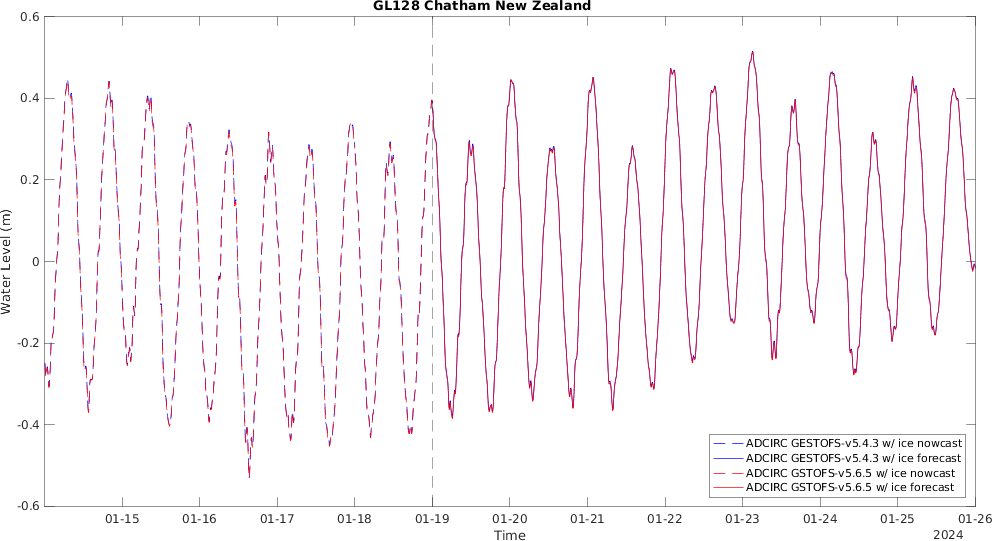 GL128 Chatham New Zealand
0.6
0.4
0.2
0
-0.2
-0.4
-0.6
Water Level (m)
ADCIRC GESTOFS-v5.4.3 w/ ice nowcast
ADCIRC GESTOFS-v5.4.3 w/ ice forecast
ADCIRC GSTOFS-v5.6.5 w/ ice nowcast
ADCIRC GSTOFS-v5.6.5 w/ ice forecast
01-15 01-16 01-17 01-18 01-19 01-20 01-21 01-22 01-23 01-24 01-25 01-26
Time
2024